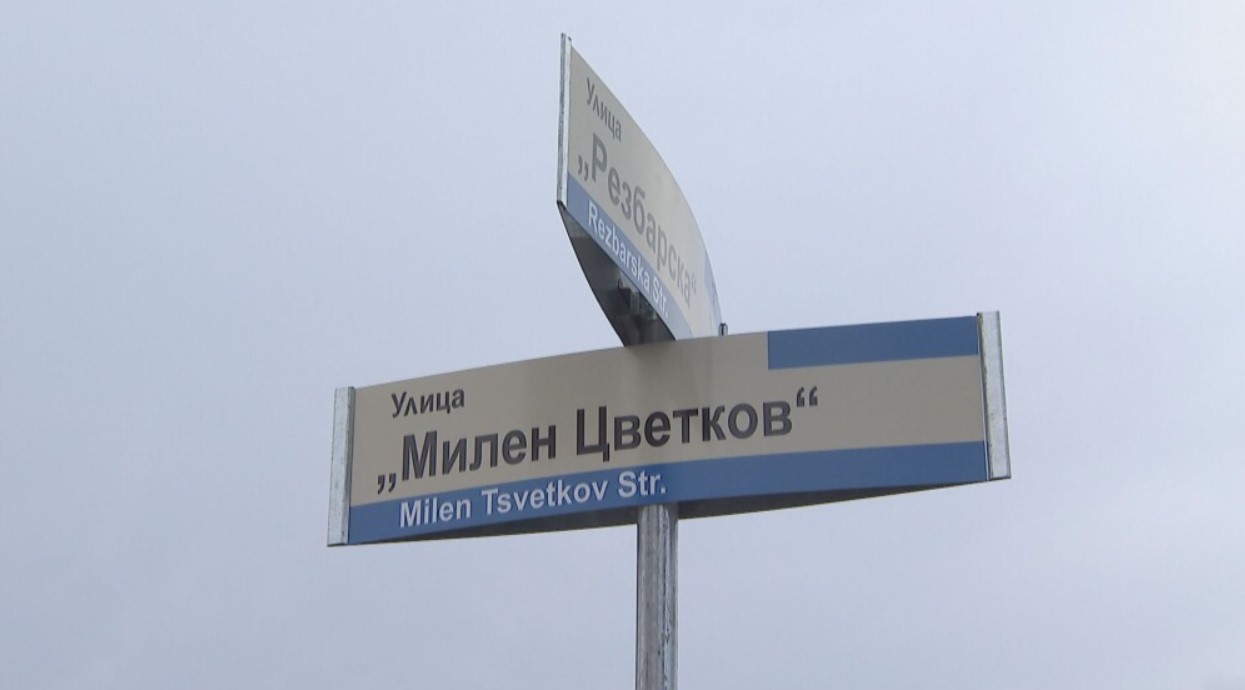 Улица
„Резбарска“
Rezbarska Str.
Улица
„Милен Цветков“
Milen Tsvetkov Str.